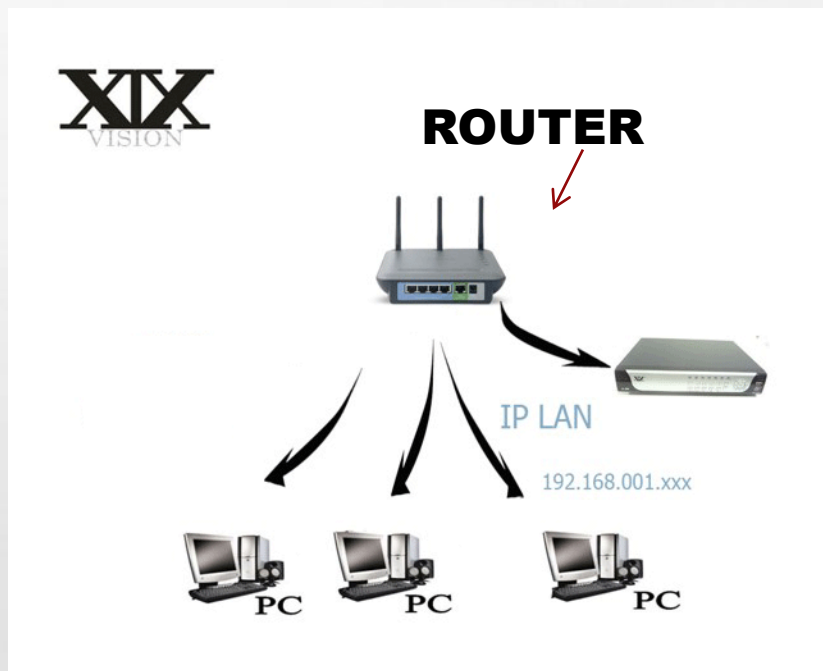 XIX
VISION
ROUTER
IP LAN
192.168.001.xxx
PC
PC
PC